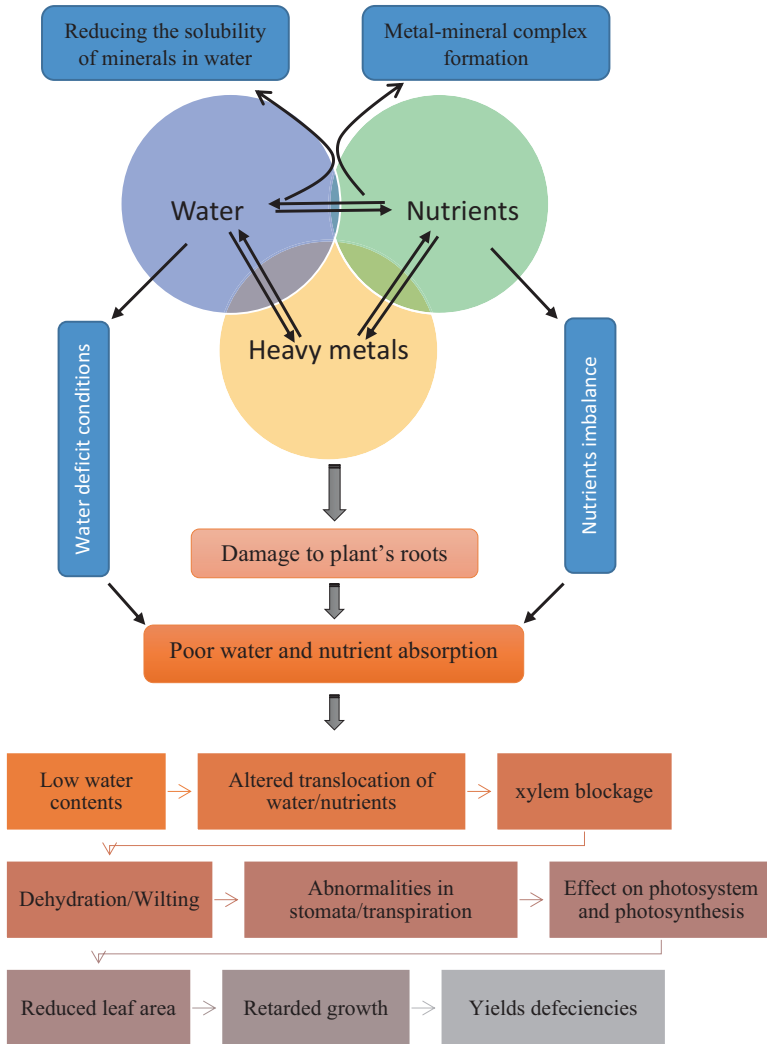 Reducing the solubility
of minerals in water
Metal-mineral complex
formation
Water
Nutrients
Heavy metals
Water deficit conditions
Nutrients imbalance
Damage to plant’s roots
Poor water and nutrient absorption
Low water
contents
Altered translocation of
water/nutrients
xylem blockage
Dehydration/Wilting
Abnormalities in
stomata/transpiration
Effect on photosystem
and photosynthesis
Reduced leaf area
Retarded growth
Yields defeciencies